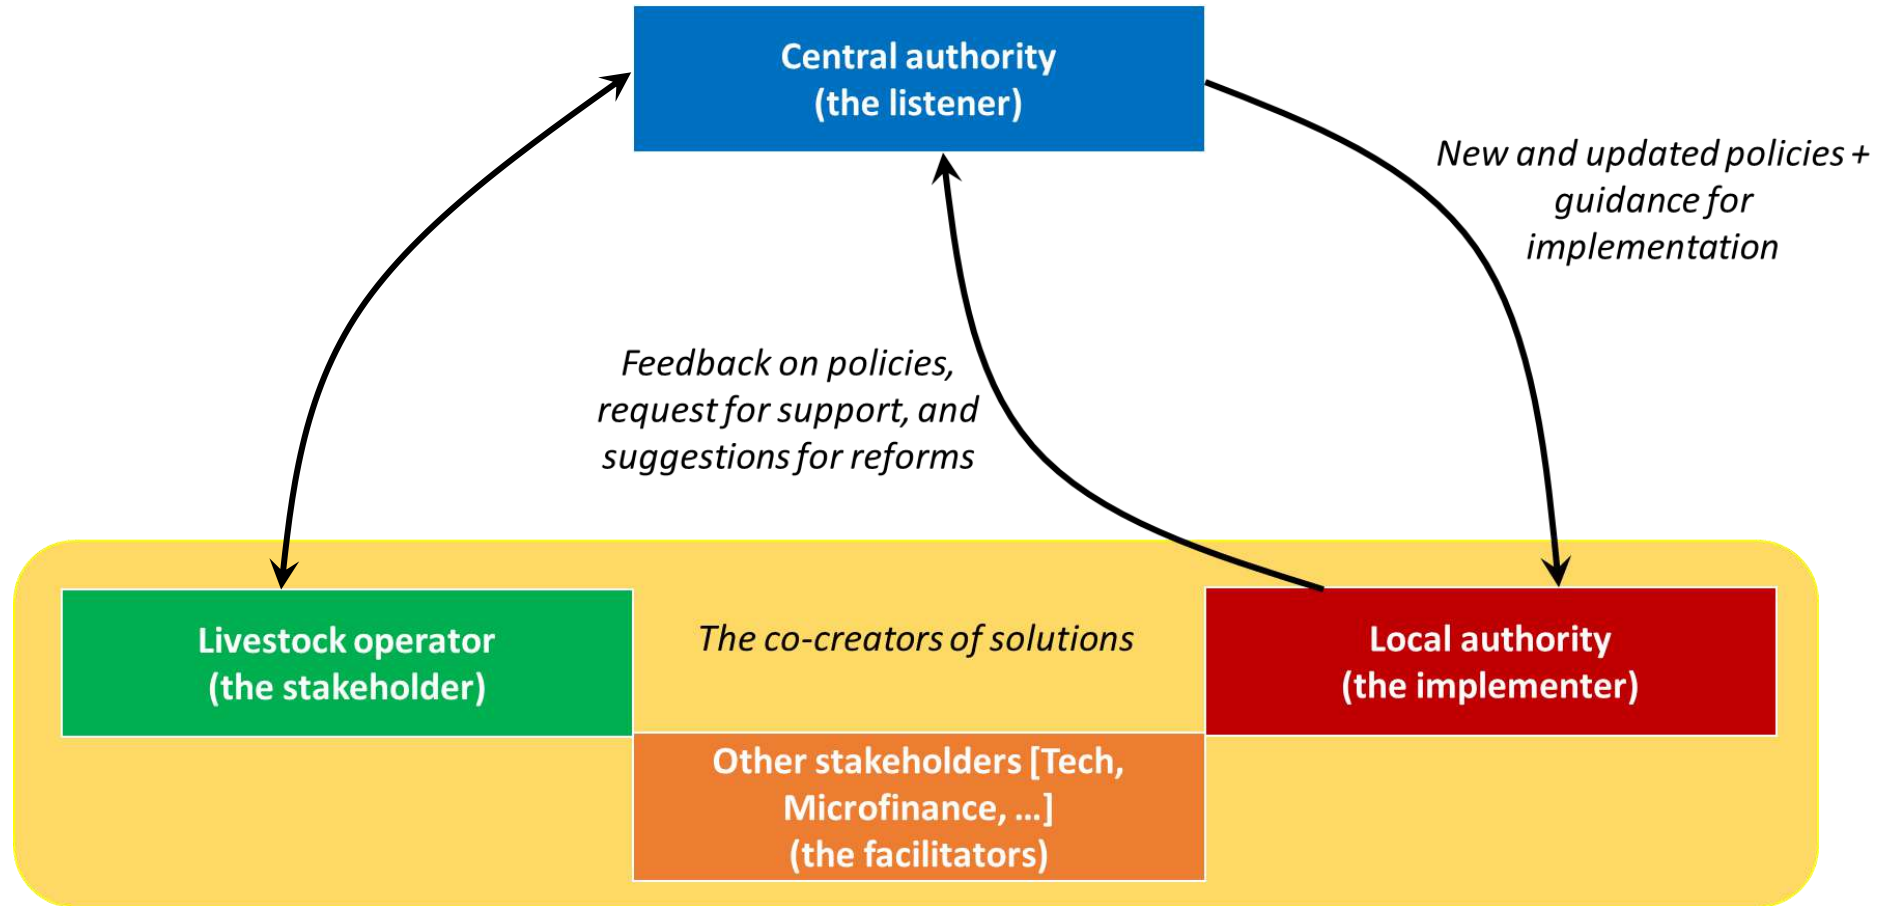 Central authority
(the listener)
New and updated policies +
guidance for
implementation
Feedback on policies,
request for support, and
suggestions for reforms
Livestock operator
(the stakeholder)
The co-creators of solutions
Local authority
(the implementer)
Other stakeholders [Tech,
Microfinance, ...]
(the facilitators)